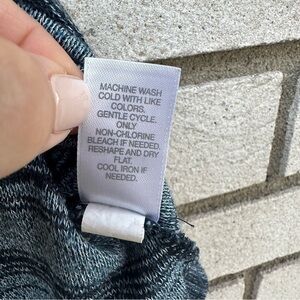 MACHINE WASH
COLD WITH LIKE
COLORS.
GENTLE CYCLE.
ONLY
NON-CHLORINE
BLEACH IF NEEDED.
RESHAPE AND DRY
FLAT.
COOL IRON IF
NEEDED.